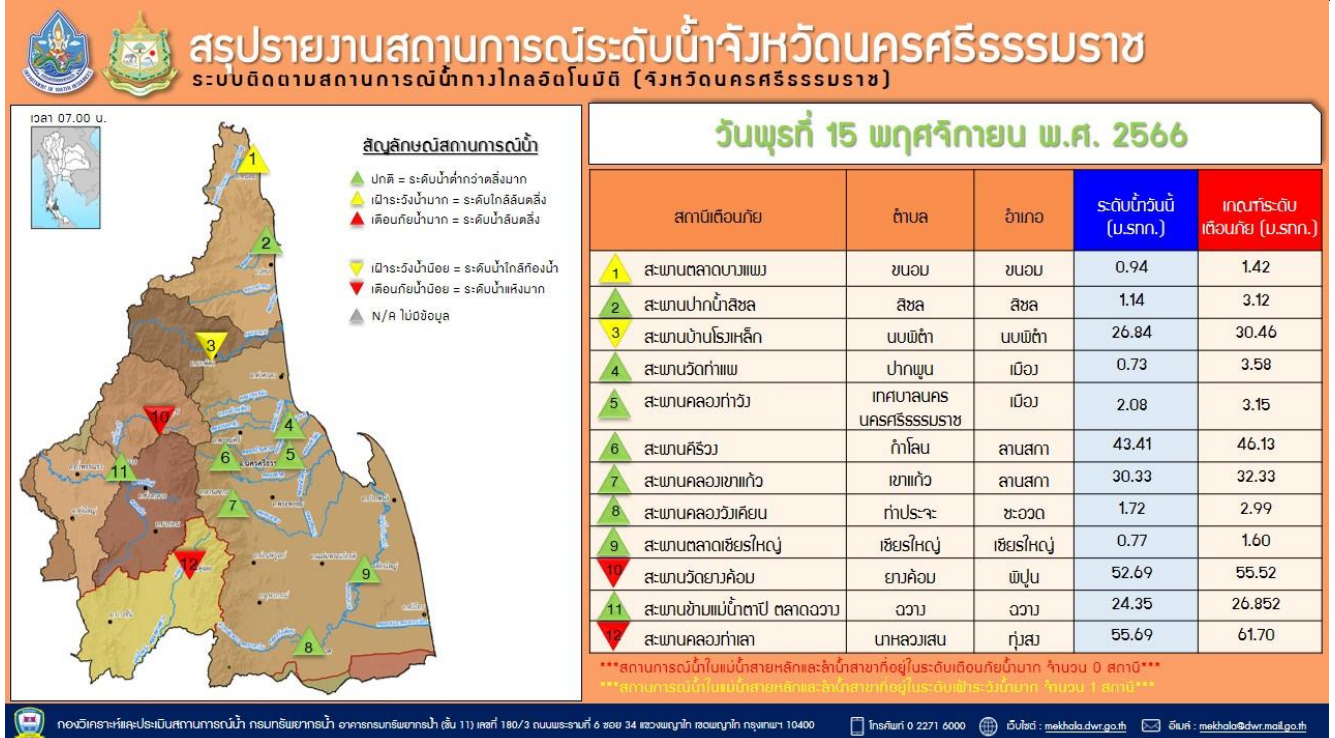 สรุปรายงานสถานการณ์ระดับน้ำจังหวัดนครศรีธรรมราช
ระบบติดตามสถานการณ์น้ำทางไกลอัตโนมัติ (จังหวัดนครศรีธรรมราช)
เวลา 07.00 น.
สัญลักษณ์สถานการณ์น้ำ
ปกติ = ระดับน้ำต่ำกว่าตลิ่งมาก
เฝ้าระวังน้ำมาก = ระดับใกล้ล้นตลิ่ง
เตือนภัยน้ำมาก = ระดับน้ำล้นตลิ่ง
เฝ้าระวังน้ำน้อย = ระดับน้ำใกล้ท้องน้ำ
เตือนภัยน้ำน้อย = ระดับน้ำแห้งมาก
N/A ไม่มีข้อมูล
1
2
3
10
4
5
6
11
7
12
9
8
วันพุธที่ 15 พฤศจิกายน พ.ศ. 2566
สถานีเตือนภัย ตำบล อำเภอ ระดับน้ำวันนี้ (ม.รทก.) เกณฑ์ระดับเตือนภัย (ม.รทก.)
1 สะพานตลาดบางแพง ขนอม ขนอม 0.94 1.42
2 สะพานปากน้ำสิชล สิชล สิชล 1.14 3.12
3 สะพานบ้านโรงเหล็ก นบพิตำ นบพิตำ 26.84 30.46
4 สะพานวัดท่าแพ ปากพูน เมือง 0.73 3.58
5 สะพานคลองท่าวัง เทศบาลนครนครศรีธรรมราช เมือง 2.08 3.15
6 สะพานคีรีวง กำโลน ลานสกา 43.41 46.13
7 สะพานคลองเขาแก้ว เขาแก้ว ลานสกา 30.33 32.33
8 สะพานคลองวังเคียน ท่าประจะ ชะอวด 1.72 2.99
9 สะพานตลาดเชียรใหญ่ เชียรใหญ่ เชียรใหญ่ 0.77 1.60
10 สะพานวัดยางค้อม ยางค้อม พิปูน 52.69 55.52
11 สะพานข้ามแม่น้ำตาปี ตลาดฉวาง ฉวาง ฉวาง 24.35 26.852
12 สะพานคลองท่าเลา นาหลวงเสน ทุ่งสง 55.69 61.70
***สถานการณ์น้ำในแม่น้ำสายหลักและลำน้ำสาขาที่อยู่ในระดับเตือนภัยน้ำมาก จำนวน 0 สถานี***
***สถานการณ์น้ำในแม่น้ำสายหลักและลำน้ำสาขาที่อยู่ในระดับเฝ้าระวังน้ำมาก จำนวน 1 สถานี***
กองวิเคราะห์และประเมินสถานการณ์น้ำ กรมทรัพยากรน้ำ อาคารกรมทรัพยากรน้ำ (ชั้น 11) เลขที่ 180/3 ถนนพระรามที่ 6 ซอย 34 แขวงพญาไท เขตพญาไท กรุงเทพฯ 10400
โทรศัพท์ 0 2271 6000
เว็บไซต์ : mekhala.dwr.go.th
อีเมล์ : mekhala@dwr.mail.go.th